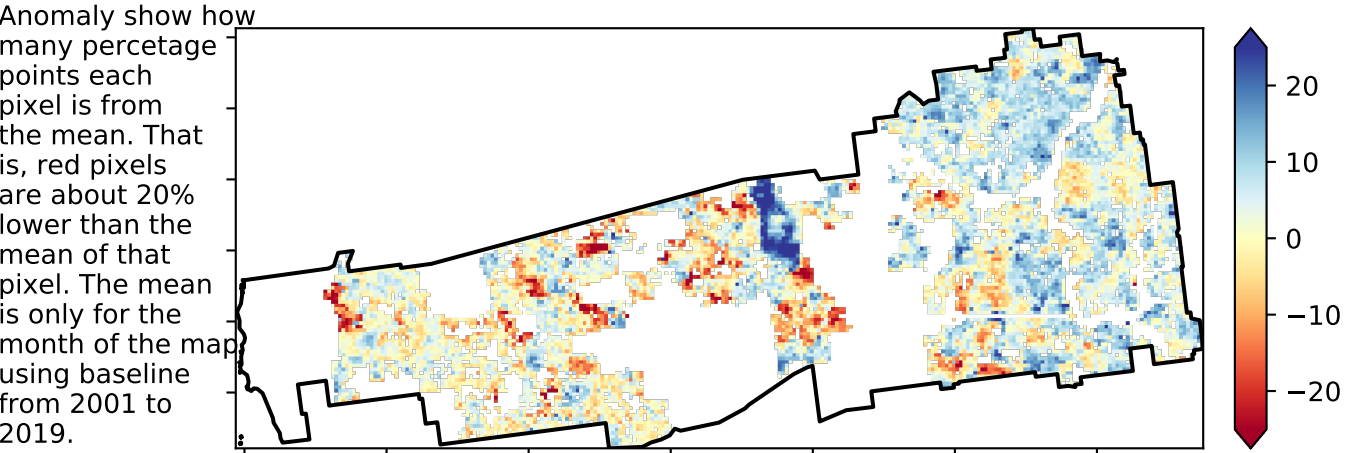 Anomaly show how
many percetage
points each
pixel is from
the mean. That
is, red pixels
are about 20%
lower than the
mean of that
pixel. The mean
is only for the
month of the map
using baseline
from 2001 to
2019.
20
10
0
−10
−20